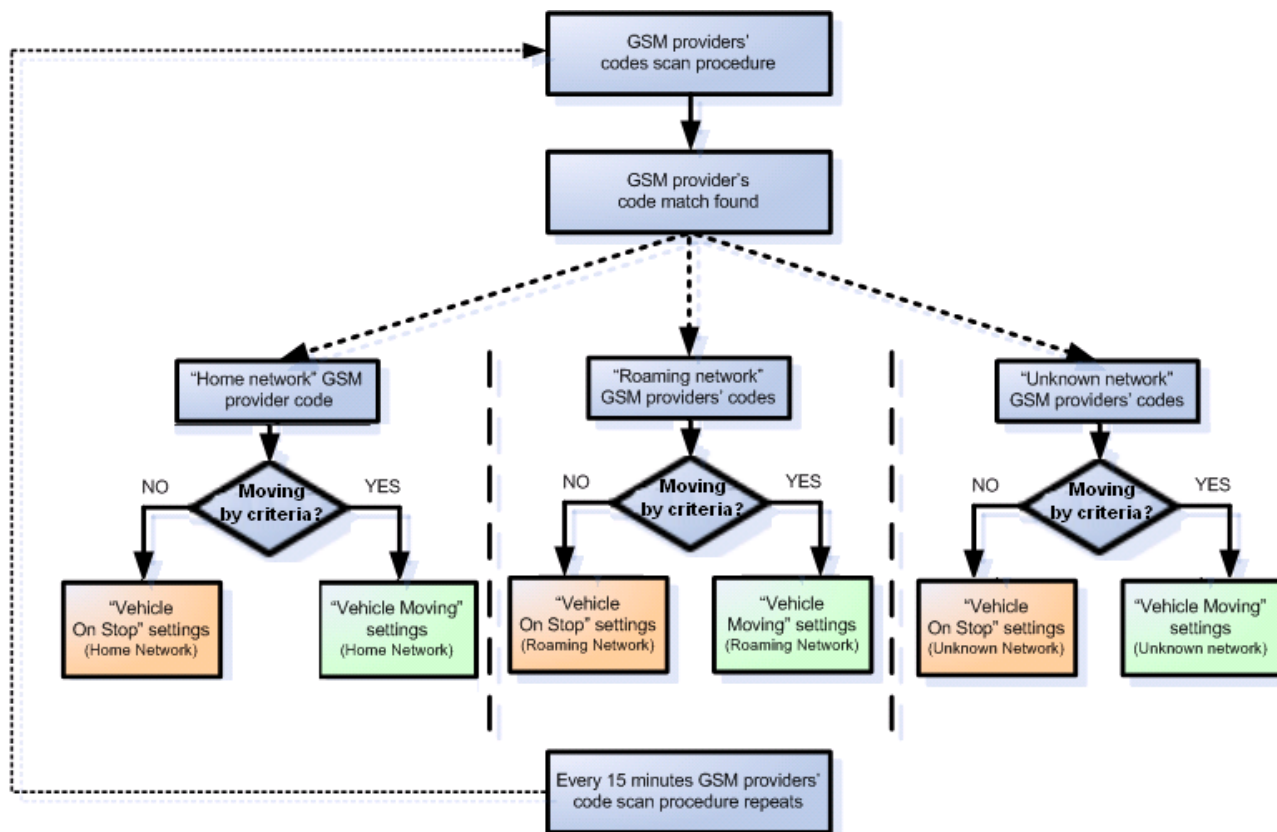 GSM providers’
codes scan procedure
GSM provider’s
code match found
“Home network” GSM
provider code
“Roaming network”
GSM providers’ codes
“Unknown network”
GSM providers’ codes
NO
Moving
by criteria?
YES
NO
Moving
by criteria?
YES
NO
Moving
by criteria?
YES
“Vehicle
On Stop” settings
(Home Network)
“Vehicle Moving”
settings
(Home Network)
“Vehicle
On Stop” settings
(Roaming Network)
“Vehicle
Moving” settings
(Roaming Network)
“Vehicle
On Stop” settings
(Unknown Network)
“Vehicle Moving”
settings
(Unknown network)
Every 15 minutes GSM providers’
code scan procedure repeats